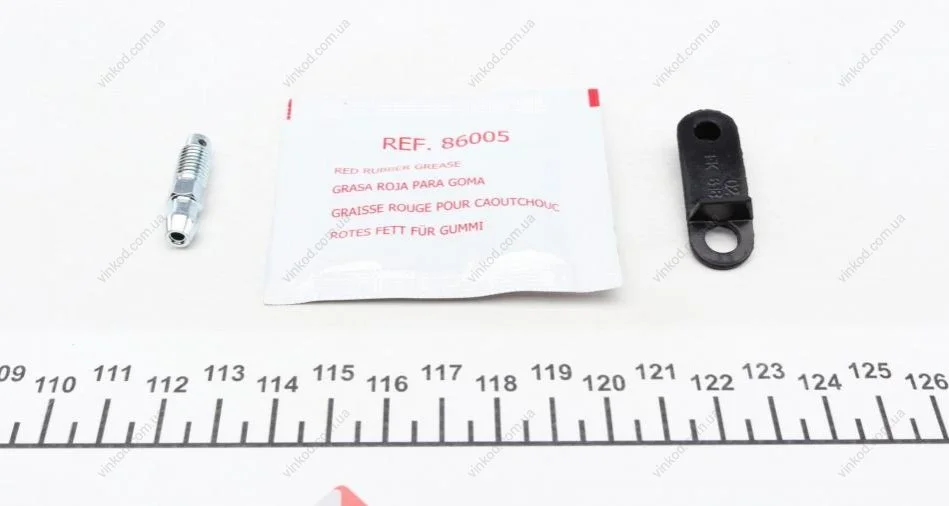 REF. 86005
RED RUBBER GREASE
GRASA ROJA PARA GOMA
GRAISSE ROUGE POUR CAOUTCHOUC
ROTES FETT FÜR GUMMI
02
09 110 111 112 113 114 115 116 117 118 119 120 121 122 123 124 125 126
vinkod.com.ua